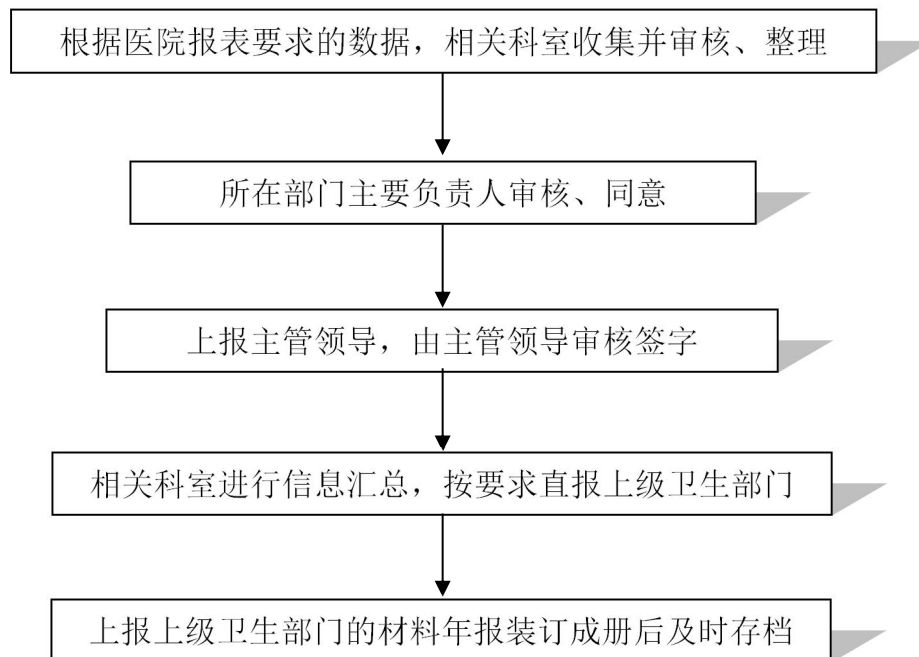 根据医院报表要求的数据，相关科室收集并审核、整理
所在部门主要负责人审核、同意
上报主管领导，由主管领导审核签字
相关科室进行信息汇总，按要求直报上级卫生部门
上报上级卫生部门的材料年报装订成册后及时存档